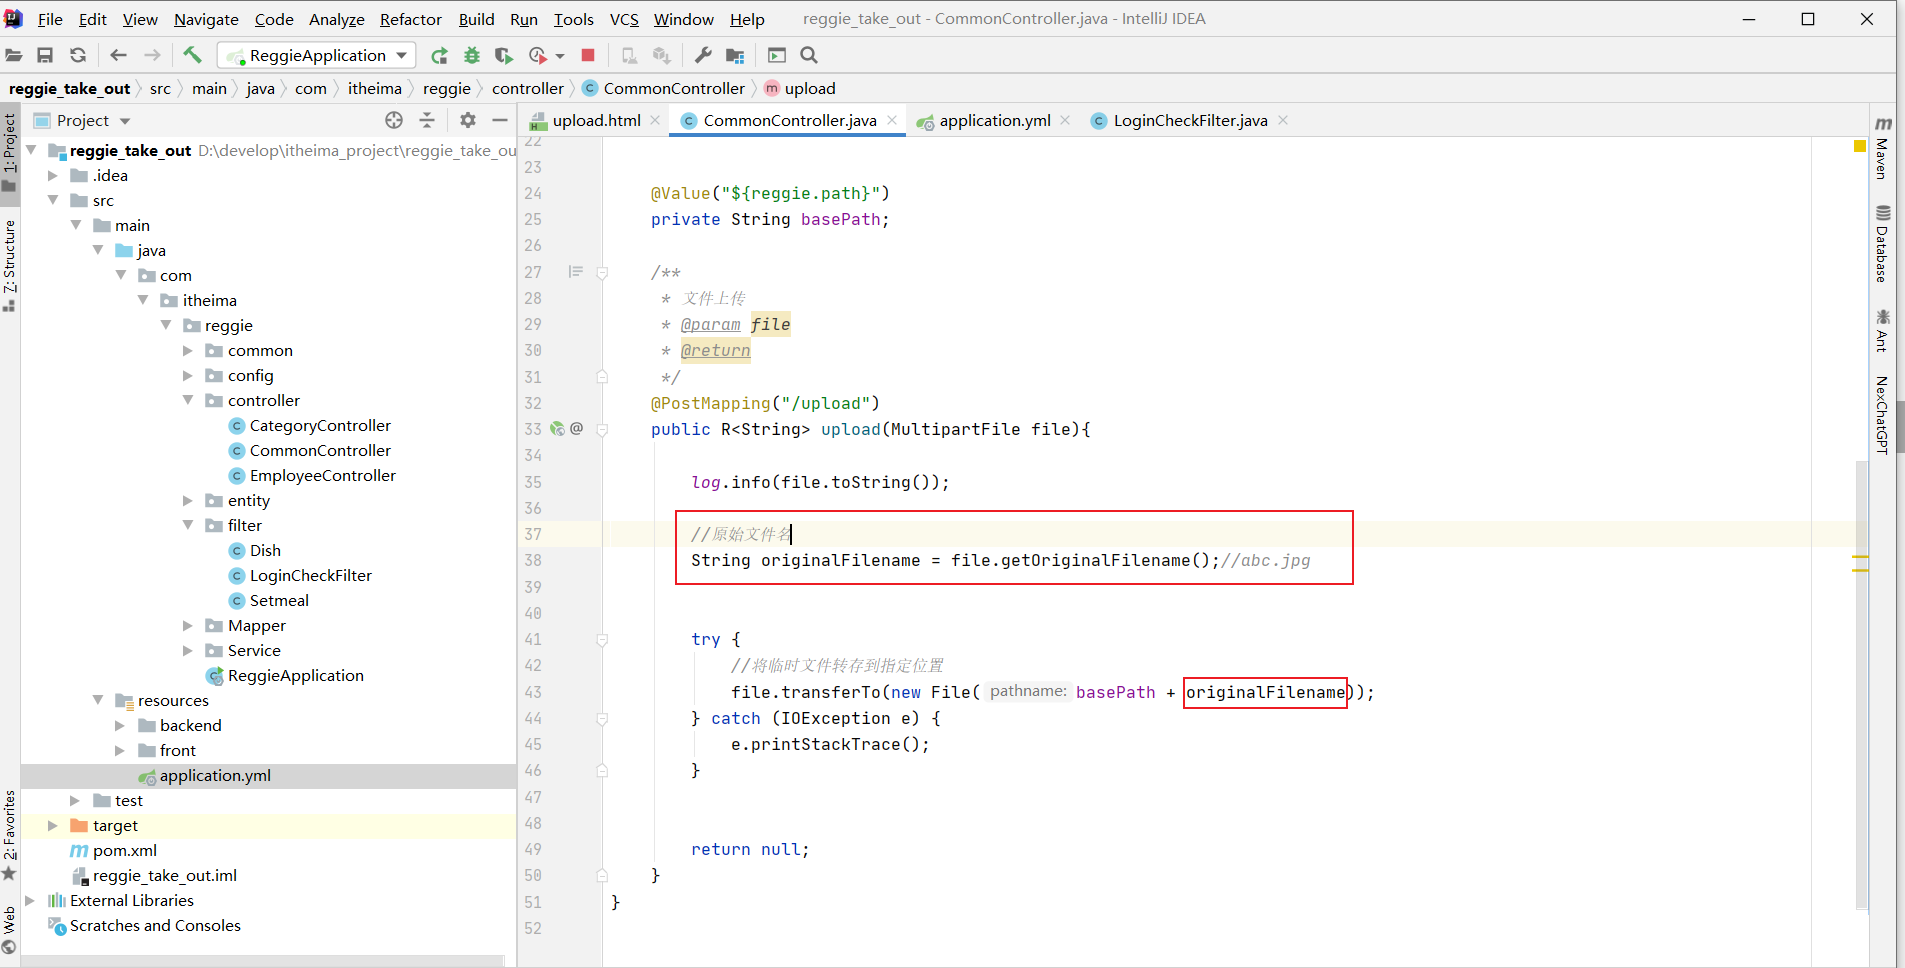 File Edit View Navigate Code Analyze Refactor Build Run Tools VCS Window Help reggie_take_out - CommonController.java - IntelliJ IDEA
ReggieApplication
reggie_take_out src main java com itheima reggie controller CommonController upload
Project
upload.html CommonController.java application.yml LoginCheckFilter.java
1: Project
Z: Structure
2: Favorites
Web
reggie_take_out D:\develop\itheima_project\reggie_take_ou
.idea
src
main
java
com
itheima
reggie
common
config
controller
CategoryController
CommonController
EmployeeController
entity
filter
Dish
LoginCheckFilter
Setmeal
Mapper
Service
ReggieApplication
resources
backend
front
application.yml
test
target
pom.xml
reggie_take_out.iml
External Libraries
Scratches and Consoles
22
23
24 @Value("${reggie.path}")
25 private String basePath;
26
27 /**
28 * 文件上传
29 * @param file
30 * @return
31 */
32 @PostMapping("/upload")
33 public R<String> upload(MultipartFile file){
34
35 log.info(file.toString());
36
37 //原始文件名
38 String originalFilename = file.getOriginalFilename();//abc.jpg
39
40
41 try {
42 //将临时文件转存到指定位置
43 file.transferTo(new File( pathname: basePath + originalFilename));
44 } catch (IOException e) {
45 e.printStackTrace();
46 }
47
48
49 return null;
50 }
51 }
52
Maven
Database
Ant
NexChatGPT